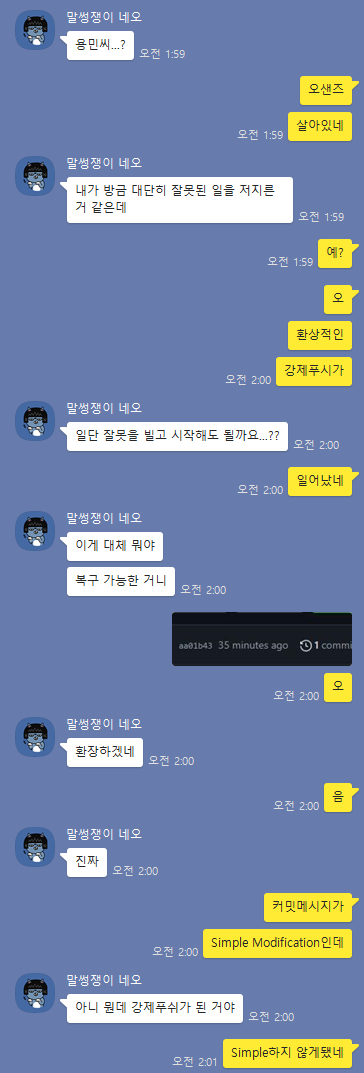 말썽쟁이 네오
용민씨...?
오전 1:59
오샌즈
살아있네
오전 1:59
말썽쟁이 네오
내가 방금 대단히 잘못된 일을 저지른
거 같은데
오전 1:59
예?
오전 1:59
오
환상적인
강제푸시가
오전 2:00
말썽쟁이 네오
일단 잘못을 빌고 시작해도 될까요...??
오전 2:00
일어났네
오전 2:00
말썽쟁이 네오
이게 대체 뭐야
복구 가능한 거니
오전 2:00
aa01b43 35 minutes ago 1 commi
오
오전 2:00
말썽쟁이 네오
환장하겠네
오전 2:00
음
오전 2:00
말썽쟁이 네오
진짜
오전 2:00
커밋메시지가
Simple Modification인데
오전 2:00
말썽쟁이 네오
아니 뭔데 강제푸쉬가 된 거야
오전 2:00
Simple하지 않게됐네
오전 2:01